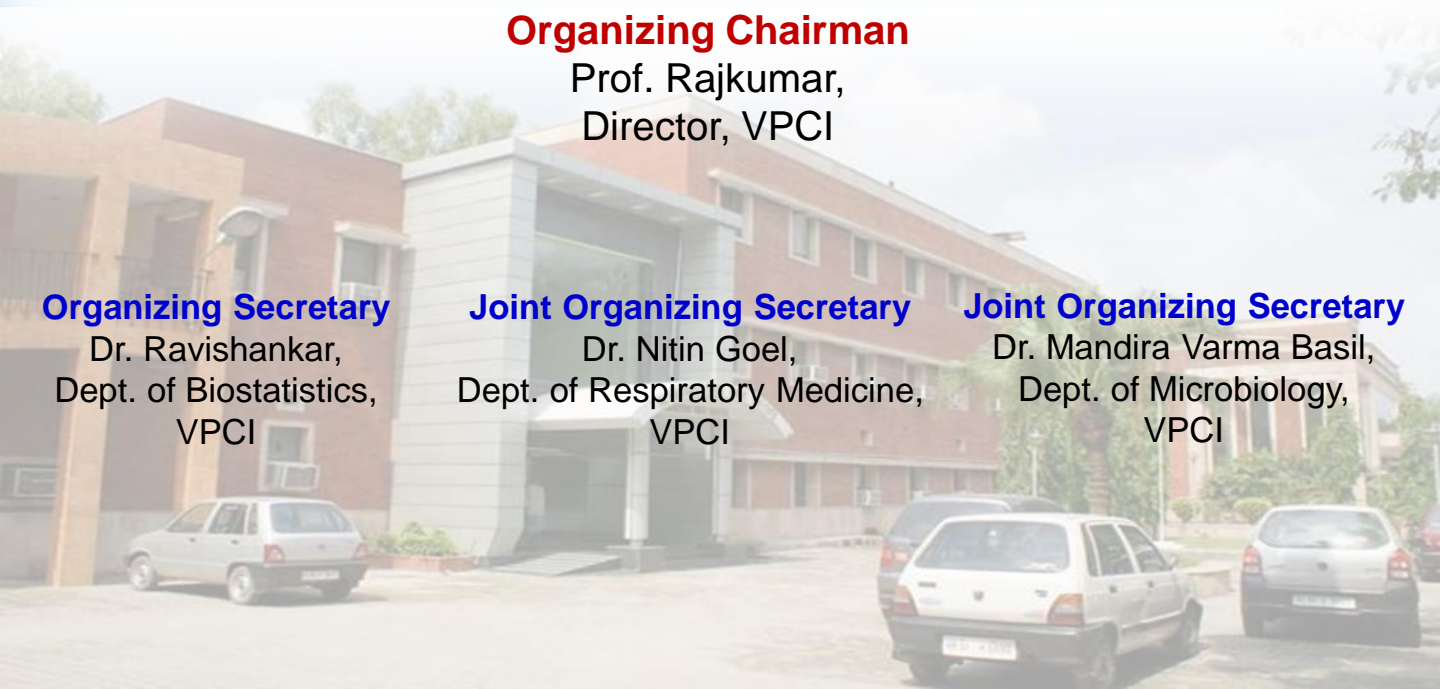 Organizing Chairman
Prof. Rajkumar,
Director, VPCI
Organizing Secretary
Dr. Ravishankar,
Dept. of Biostatistics,
VPCI
Joint Organizing Secretary
Dr. Nitin Goel,
Dept. of Respiratory Medicine,
VPCI
Joint Organizing Secretary
Dr. Mandira Varma Basil,
Dept. of Microbiology,
VPCI